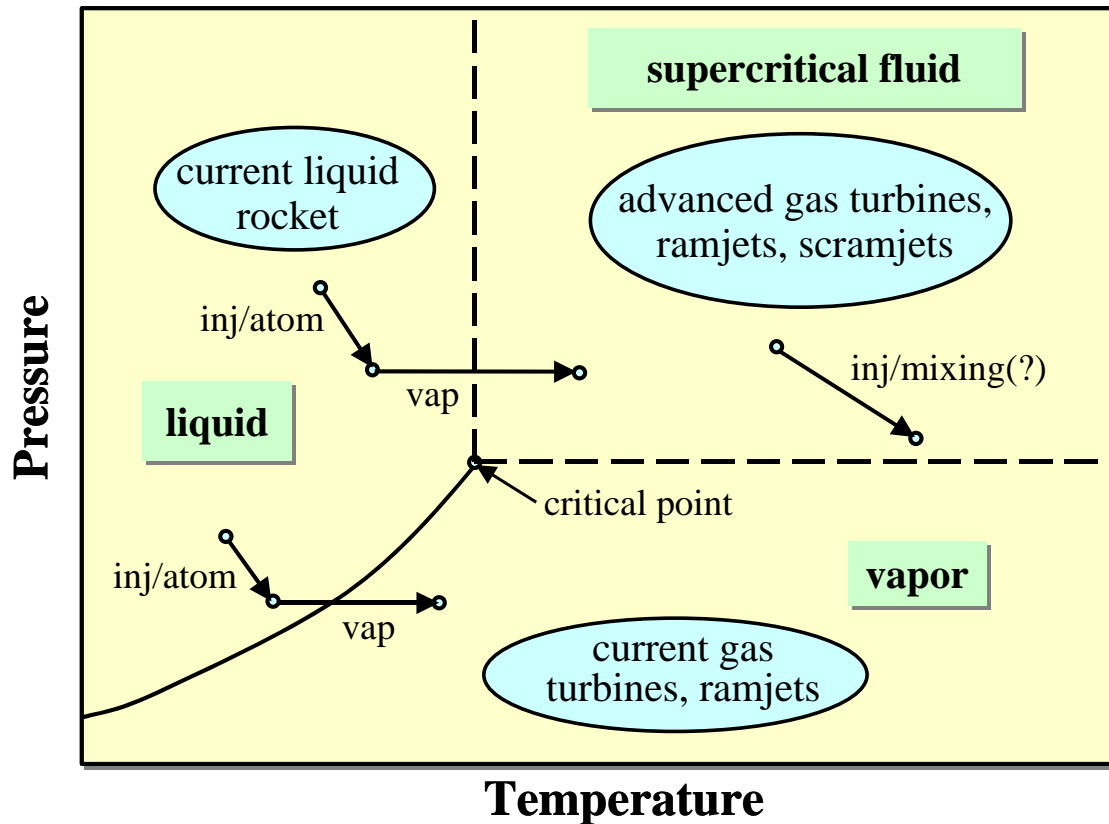 supercritical fluid
current liquid
rocket
advanced gas turbines,
ramjets, scramjets
inj/atom
vap
inj/mixing(?)
liquid
critical point
inj/atom
vap
vapor
current gas
turbines, ramjets
Pressure
Temperature